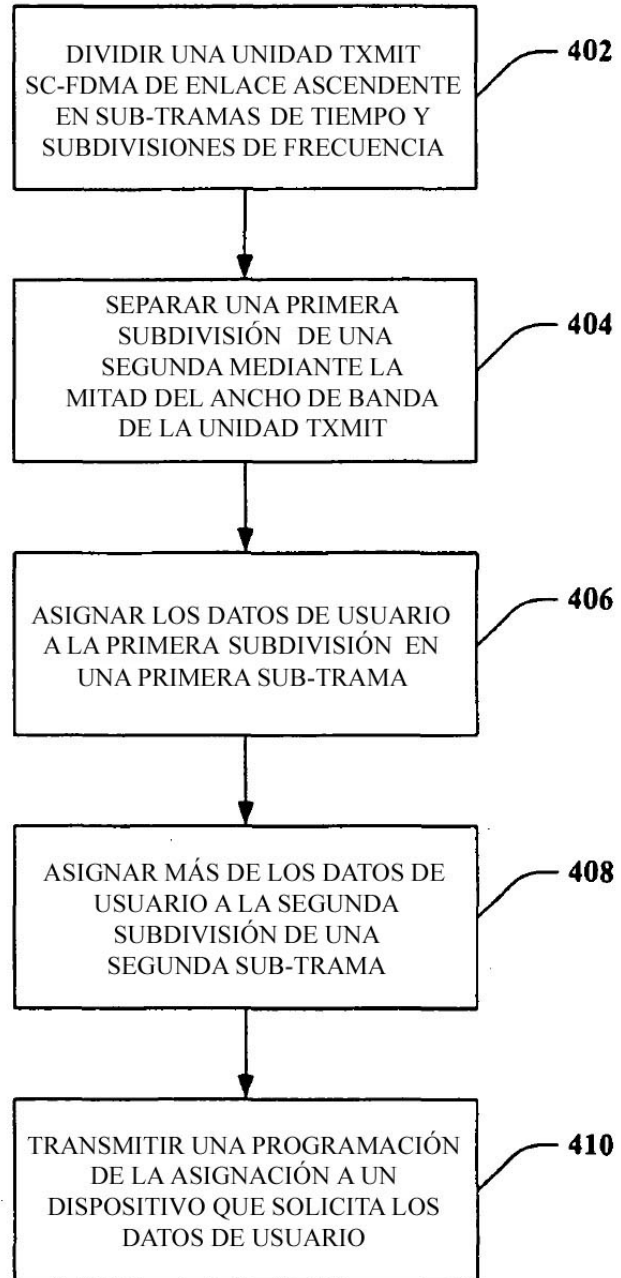 DIVIDIR UNA UNIDAD TXMIT
SC-FDMA DE ENLACE ASCENDENTE
EN SUB-TRAMAS DE TIEMPO Y
SUBDIVISIONES DE FRECUENCIA
402
SEPARAR UNA PRIMERA
SUBDIVISIÓN DE UNA
SEGUNDA MEDIANTE LA
MITAD DEL ANCHO DE BANDA
DE LA UNIDAD TXMIT
404
ASIGNAR LOS DATOS DE USUARIO
A LA PRIMERA SUBDIVISIÓN EN
UNA PRIMERA SUB-TRAMA
406
ASIGNAR MÁS DE LOS DATOS DE
USUARIO A LA SEGUNDA
SUBDIVISIÓN DE UNA
SEGUNDA SUB-TRAMA
408
TRANSMITIR UNA PROGRAMACIÓN
DE LA ASIGNACIÓN A UN
DISPOSITIVO QUE SOLICITA LOS
DATOS DE USUARIO
410